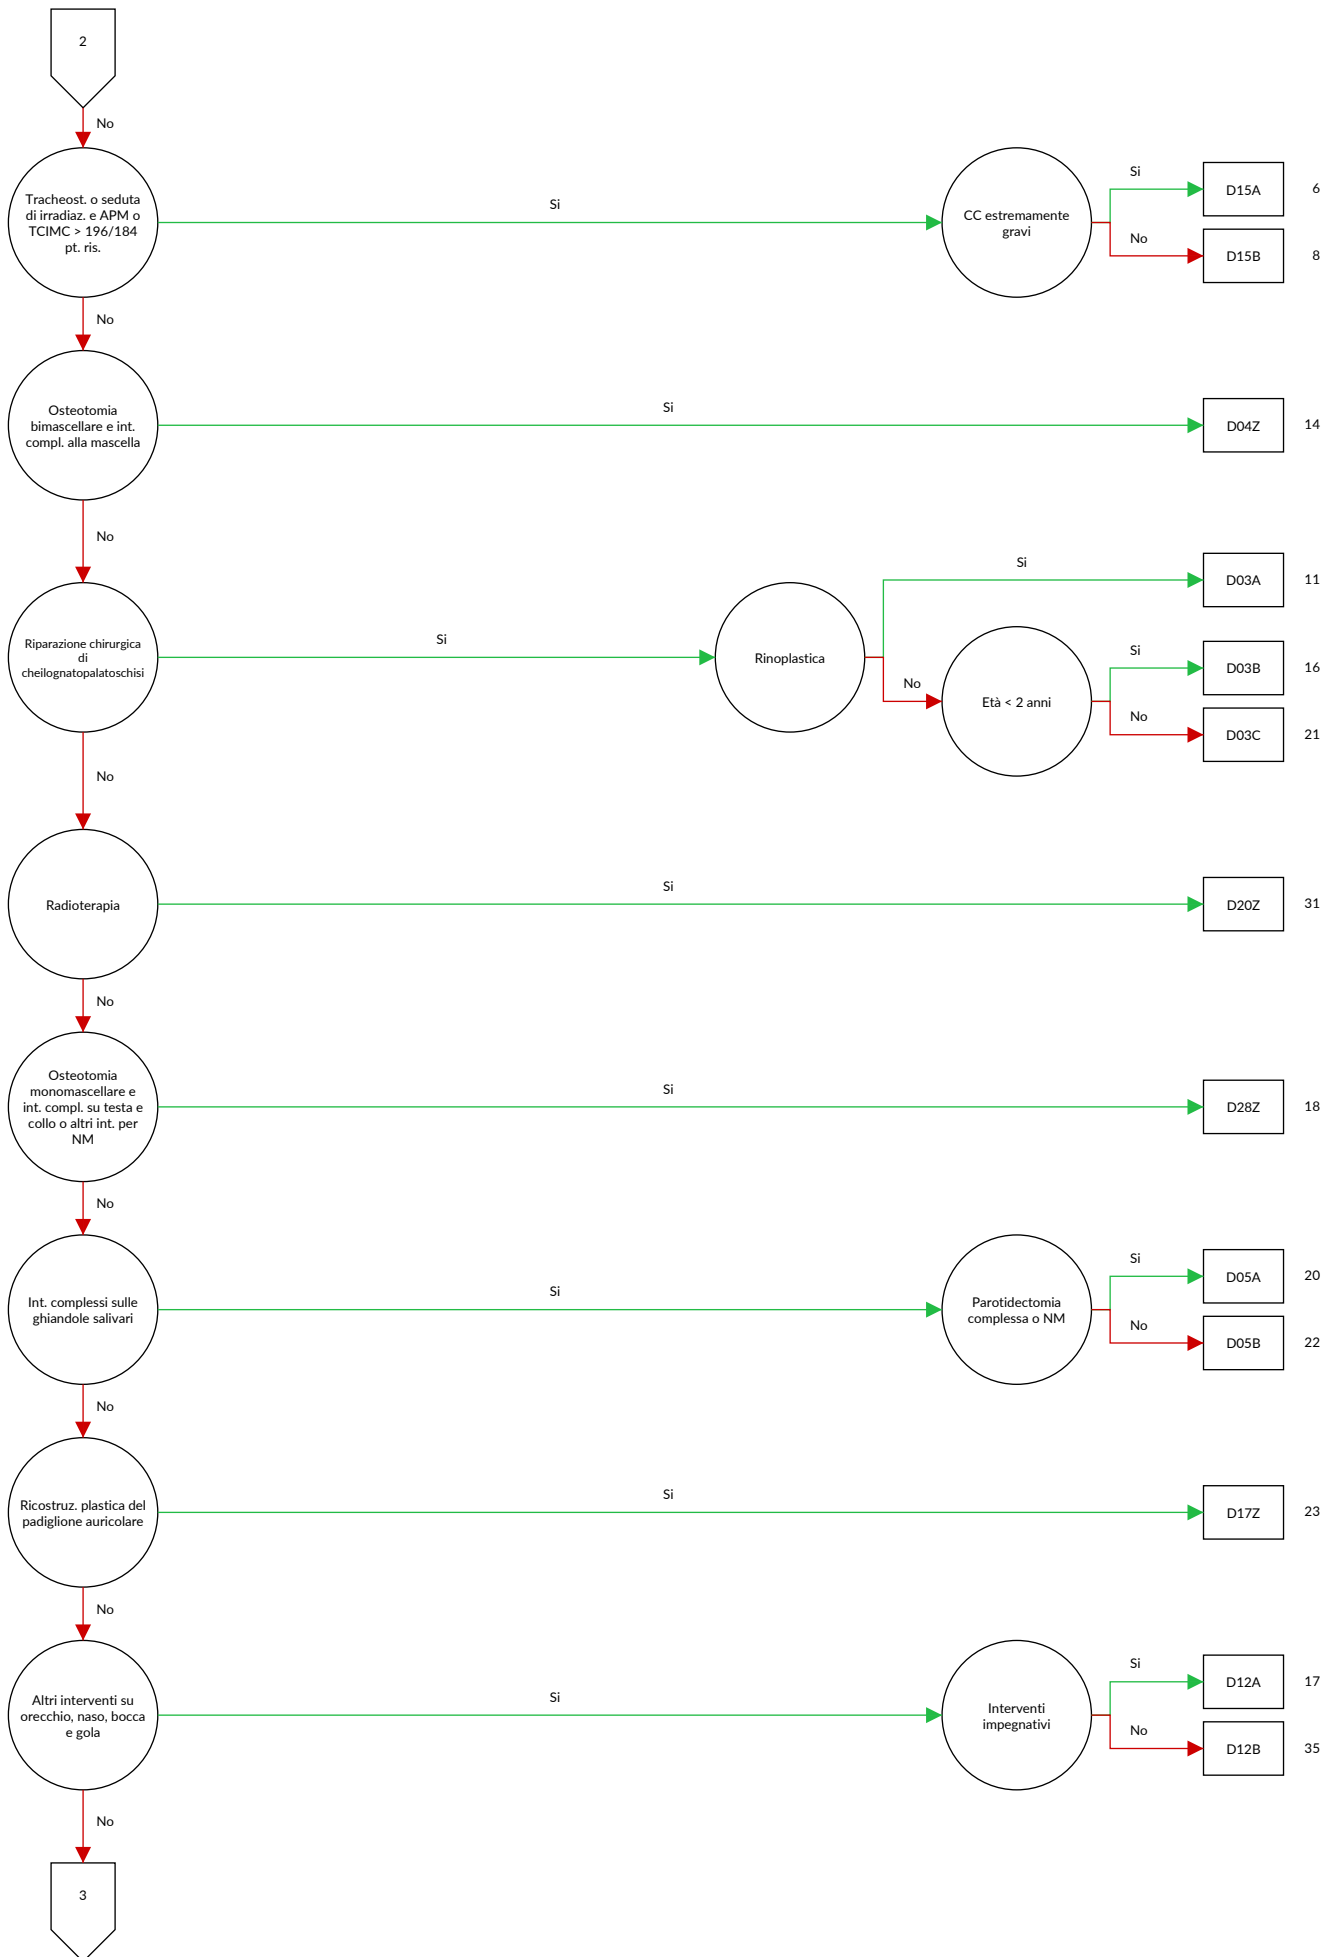 2
No
Tracheost. o seduta
di irradiaz. e APM o
TCIMC > 196/184
pt. ris.
Si
CC estremamente
gravi
Si
D15A
6
No
D15B
8
No
Osteotomia
bimascellare e int.
compl. alla mascella
Si
D04Z
14
No
Riparazione chirurgica
di
cheilognatopalatoschisi
Si
Rinoplastica
Si
D03A
11
No
Età < 2 anni
Si
D03B
16
No
D03C
21
No
Radioterapia
Si
D20Z
31
No
Osteotomia
monomascellare e
int. compl. su testa e
collo o altri int. per
NM
Si
D28Z
18
No
Int. complessi sulle
ghiandole salivari
Si
Parotidectomia
complessa o NM
Si
D05A
20
No
D05B
22
No
Ricostruz. plastica del
padiglione auricolare
Si
D17Z
23
No
Altri interventi su
orecchio, naso, bocca
e gola
Si
Interventi
impegnativi
Si
D12A
17
No
D12B
35
No
3